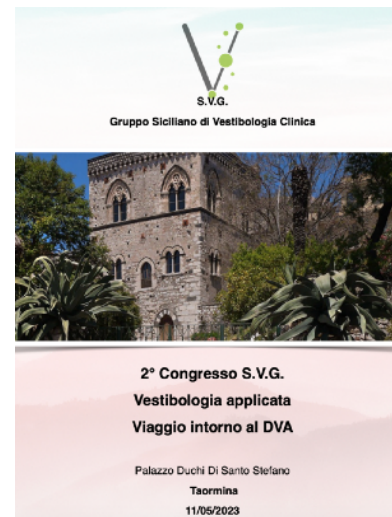 S.V.G.
Gruppo Siciliano di Vestibologia Clinica
2° Congresso S.V.G.
Vestibologia applicata
Viaggio intorno al DVA
Palazzo Duchi Di Santo Stefano
Taormina
11/05/2023